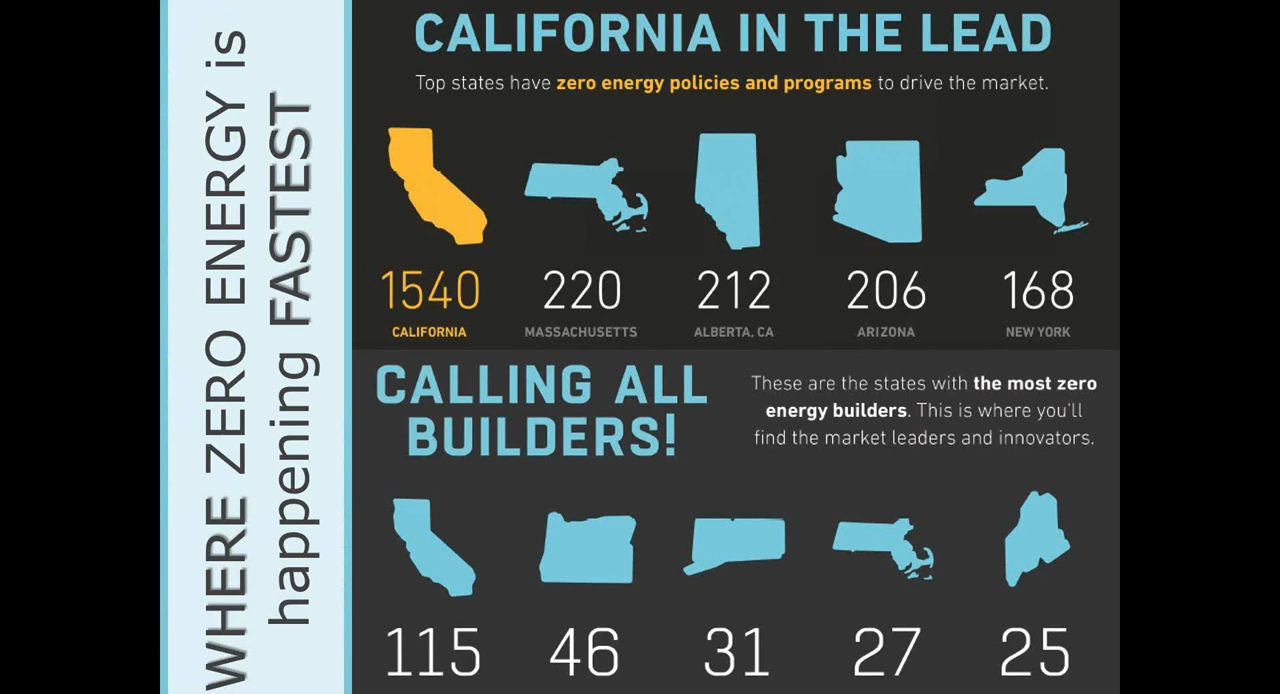 WHERE ZERO ENERGY is
happening FASTEST
CALIFORNIA IN THE LEAD
Top states have zero energy policies and programs to drive the market.
1540 220 212 206 168
CALIFORNIA MASSACHUSETTS ALBERTA, CA ARIZONA NEW YORK
CALLING ALL
BUILDERS!
These are the states with the most zero
energy builders. This is where you'll
find the market leaders and innovators.
115 46 31 27 25